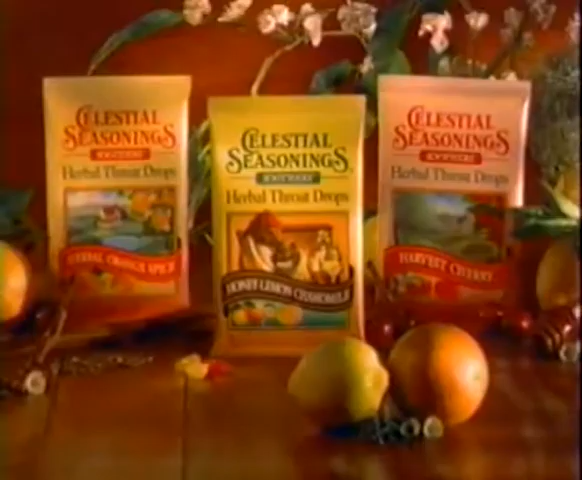 CELESTIAL
SEASONINGS
Herbal Throat Drops
HERBAL ORANGE SPICE
CELESTIAL
SEASONINGS
Herbal Throat Drops
HONEY-LEMON CHAMOMILE
CELESTIAL
SEASONINGS
Herbal Throat Drops
HARVEST CHERRY